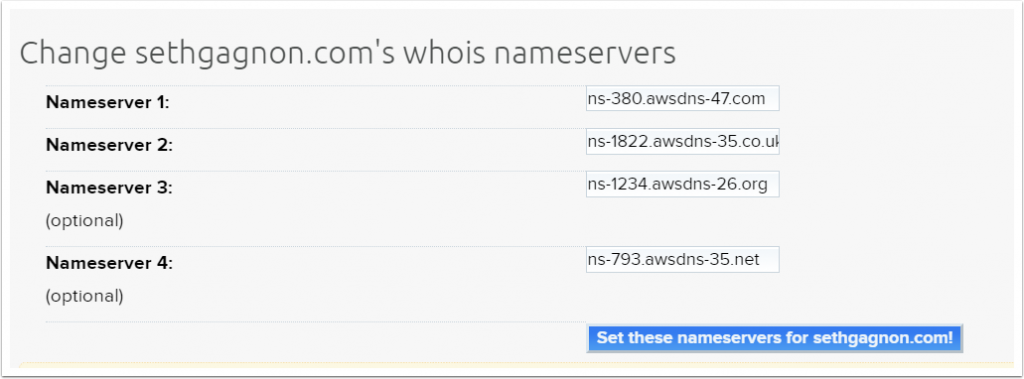 Change sethgagnon.com's whois nameservers
Nameserver 1: ns-380.awsdns-47.com
Nameserver 2: ns-1822.awsdns-35.co.uk
Nameserver 3: ns-1234.awsdns-26.org
(optional)
Nameserver 4: ns-793.awsdns-35.net
(optional)
Set these nameservers for sethgagnon.com!